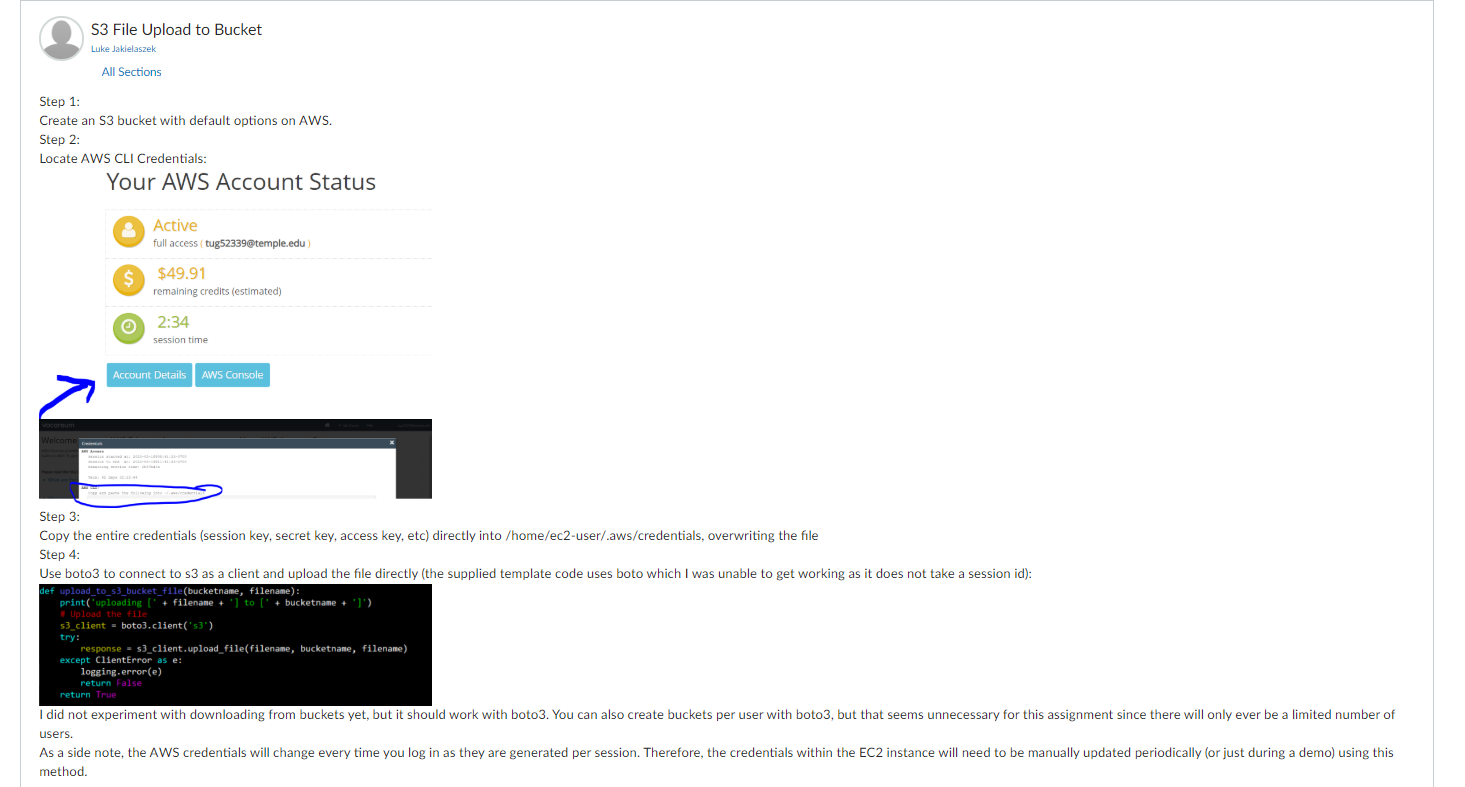 S3 File Upload to Bucket
Luke Jakielaszek
All Sections
Step 1:
Create an S3 bucket with default options on AWS.
Step 2:
Locate AWS CLI Credentials:
Your AWS Account Status
Active
full access ( tug52339@temple.edu )
$
$49.91
remaining credits (estimated)
2:34
session time
Account Details AWS Console
Welcome
Credentials
AWS Access
Step 3:
Copy the entire credentials (session key, secret key, access key, etc) directly into /home/ec2-user/.aws/credentials, overwriting the file
Step 4:
Use boto3 to connect to s3 as a client and upload the file directly (the supplied template code uses boto which I was unable to get working as it does not take a session id):
def upload_to_s3_bucket_file(bucketname, filename):
print('uploading [' + filename + '] to [' + bucketname + ']')
# Upload the file
s3_client = boto3.client('s3')
try:
response = s3_client.upload_file(filename, bucketname, filename)
except ClientError as e:
logging.error(e)
return False
return True
I did not experiment with downloading from buckets yet, but it should work with boto3. You can also create buckets per user with boto3, but that seems unnecessary for this assignment since there will only ever be a limited number of
users.
As a side note, the AWS credentials will change every time you log in as they are generated per session. Therefore, the credentials within the EC2 instance will need to be manually updated periodically (or just during a demo) using this
method.